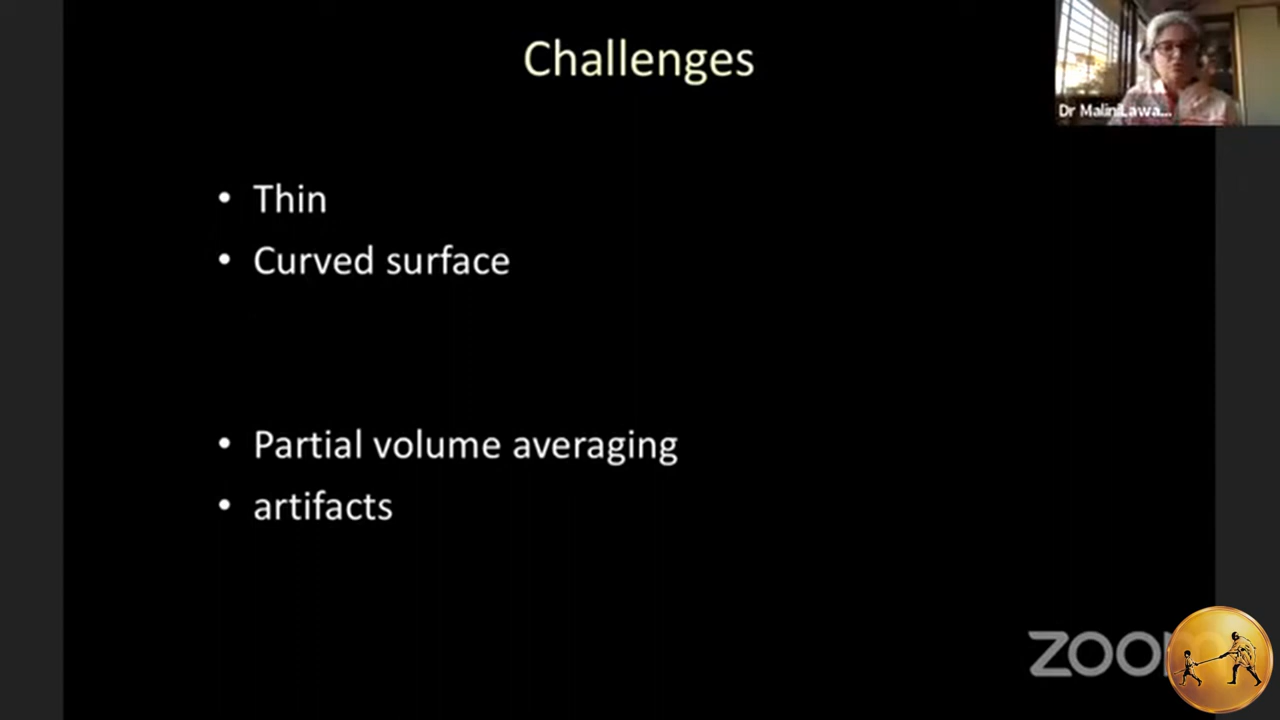 Challenges
Dr MaliniLawa...
• Thin
• Curved surface
• Partial volume averaging
• artifacts
zoom